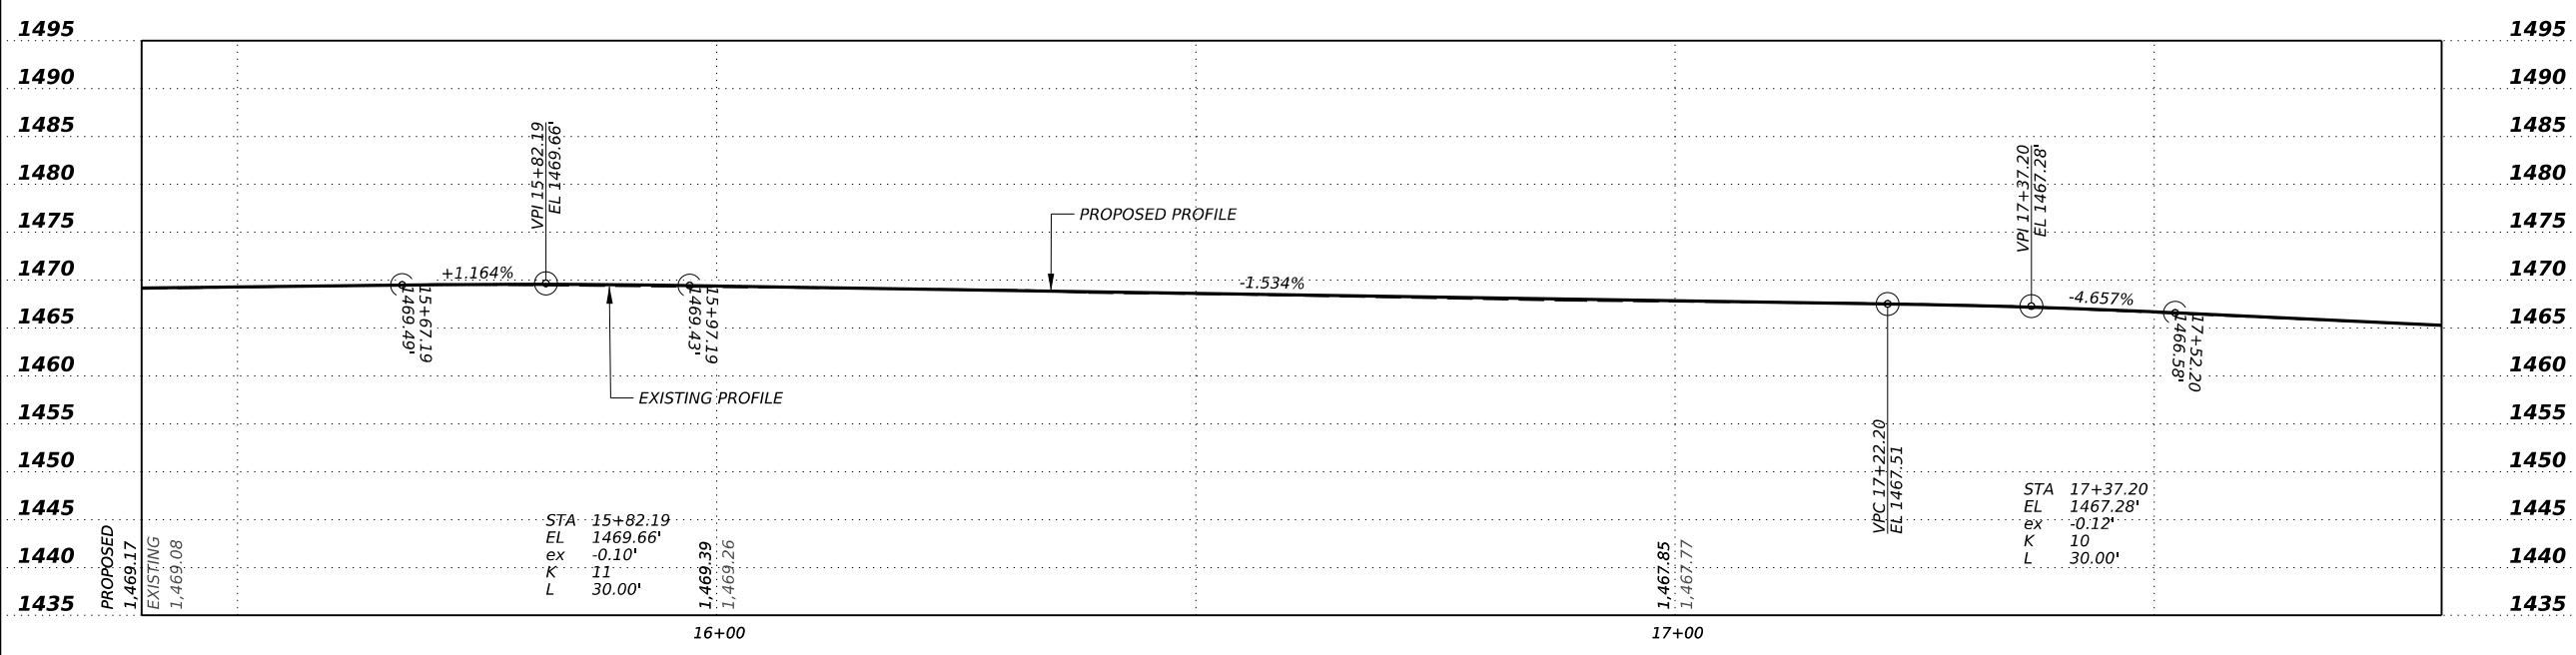 1495
1490
1485
1480
1475
1470
1465
1460
1455
1450
1445
1440
1435
1495
1490
1485
1480
1475
1470
1465
1460
1455
1450
1445
1440
1435
VPI 15+82.19
EL 1469.66'
VPI 17+37.20
EL 1467.28'
PROPOSED PROFILE
+1.164%
-1.534%
-4.657%
15+67.19
1469.49'
15+97.19
1469.43'
17+52.20
1466.58'
EXISTING PROFILE
VPC 17+22.20
EL 1467.51
STA 15+82.19
EL 1469.66'
ex -0.10'
K 11
L 30.00'
STA 17+37.20
EL 1467.28'
ex -0.12'
K 10
L 30.00'
PROPOSED
1,469.17
EXISTING
1,469.08
1,469.39
1,469.26
1,467.85
1,467.77
16+00
17+00